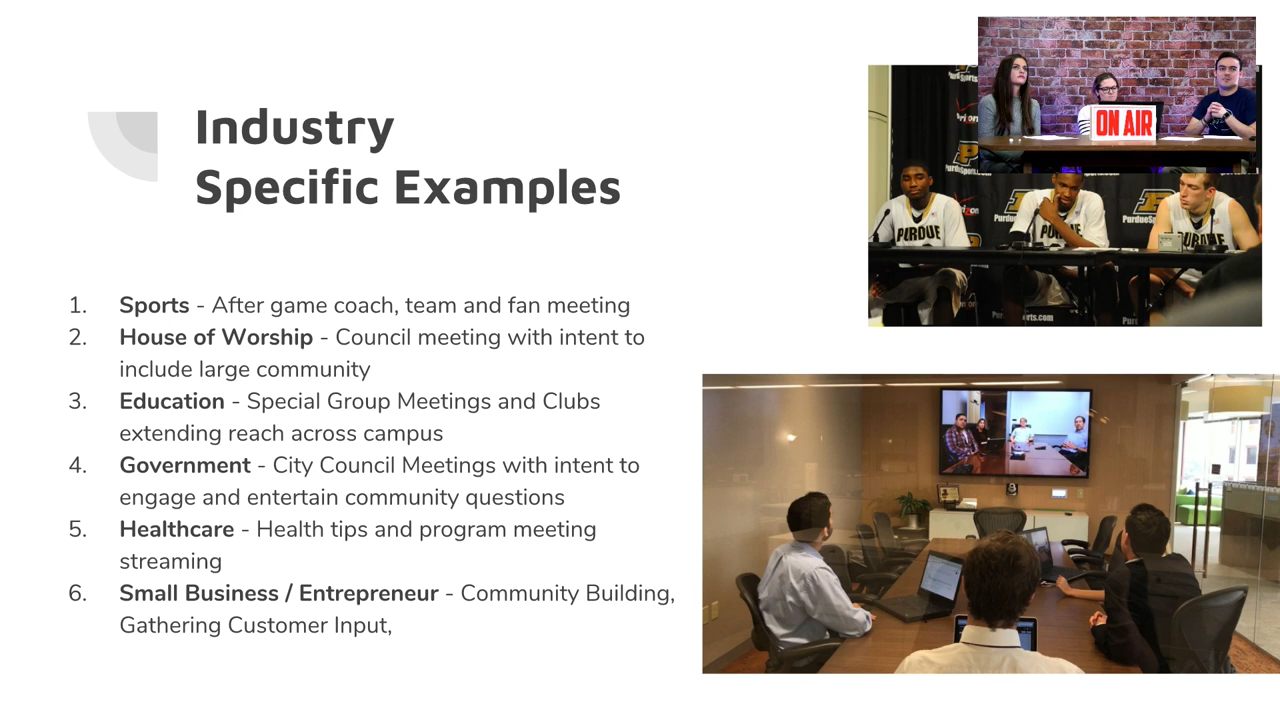 Industry
Specific Examples
1. Sports - After game coach, team and fan meeting
2. House of Worship - Council meeting with intent to
include large community
3. Education - Special Group Meetings and Clubs
extending reach across campus
4. Government - City Council Meetings with intent to
engage and entertain community questions
5. Healthcare - Health tips and program meeting
streaming
6. Small Business / Entrepreneur - Community Building,
Gathering Customer Input,
ON AIR
PURDUE
PURDUE
PURDUE